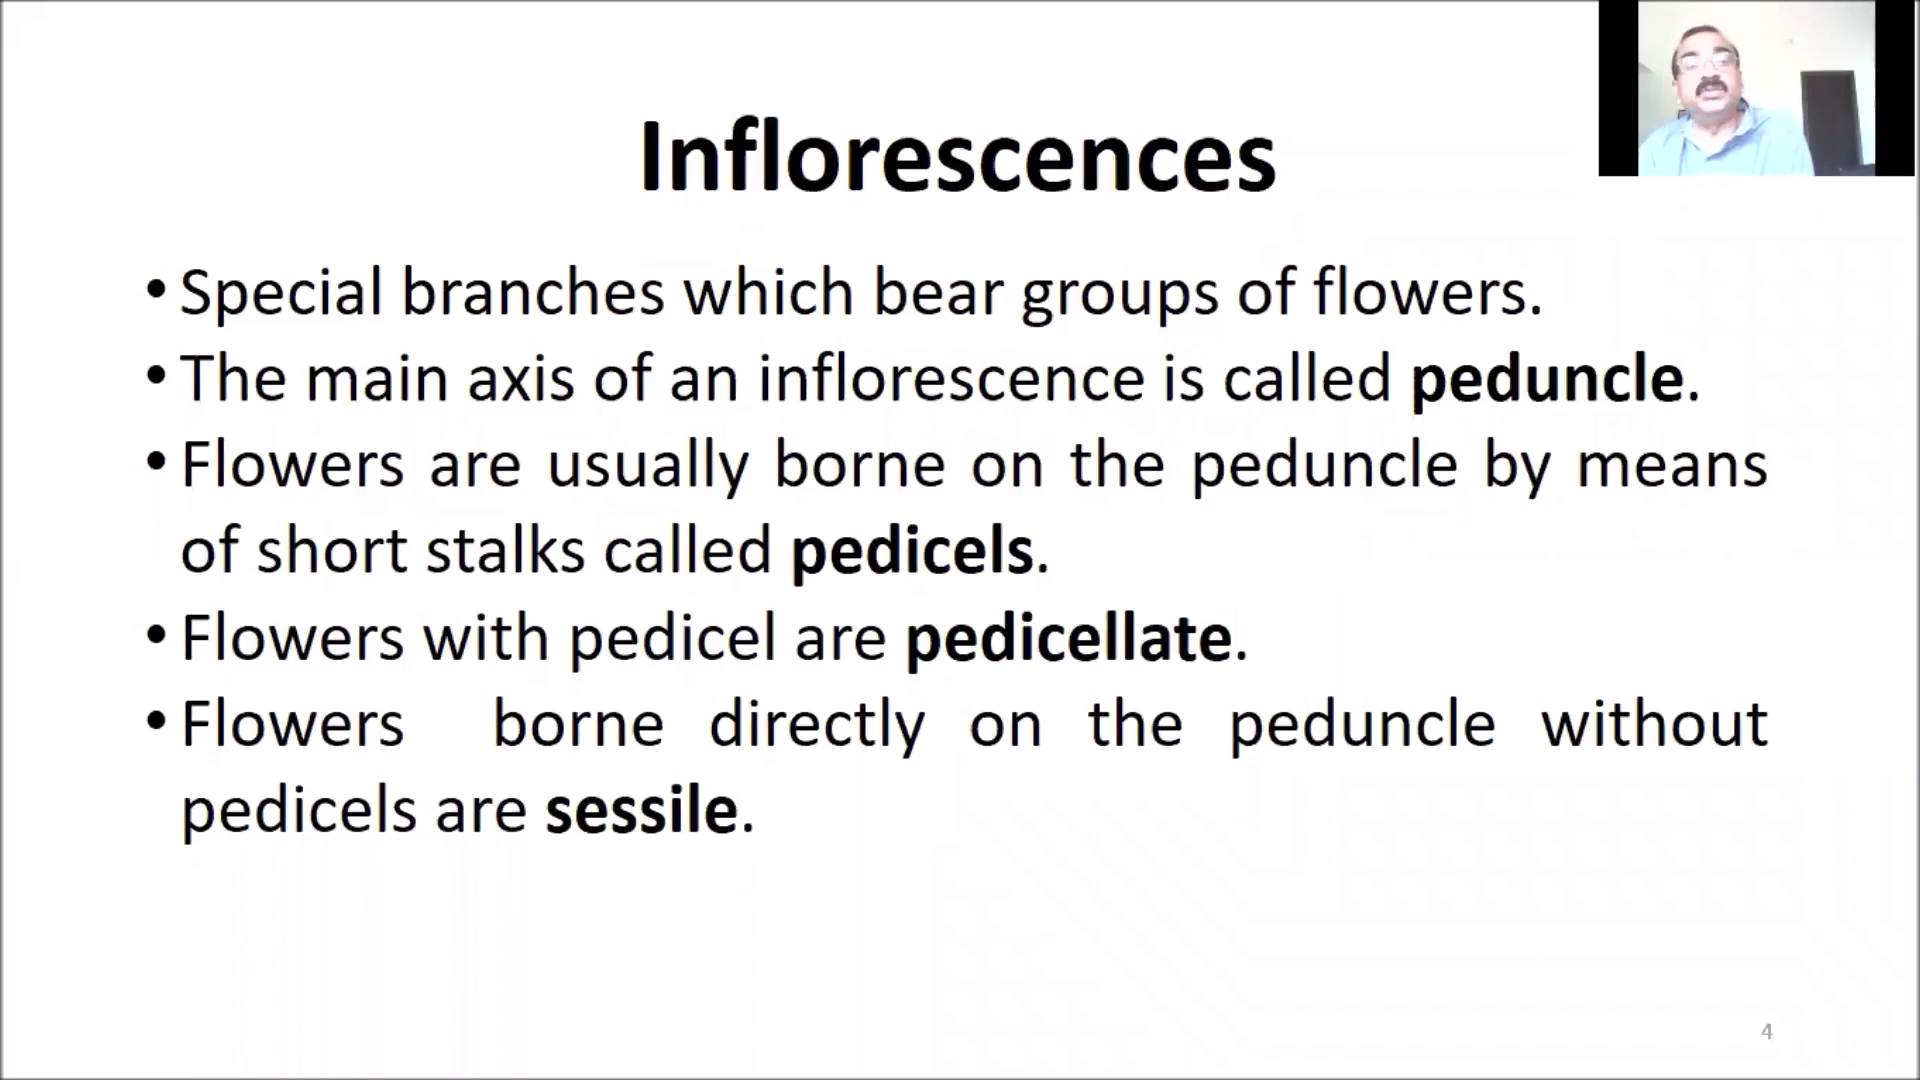 Inflorescences
• Special branches which bear groups of flowers.
• The main axis of an inflorescence is called peduncle.
• Flowers are usually borne on the peduncle by means
of short stalks called pedicels.
• Flowers with pedicel are pedicellate.
• Flowers borne directly on the peduncle without
pedicels are sessile.
4